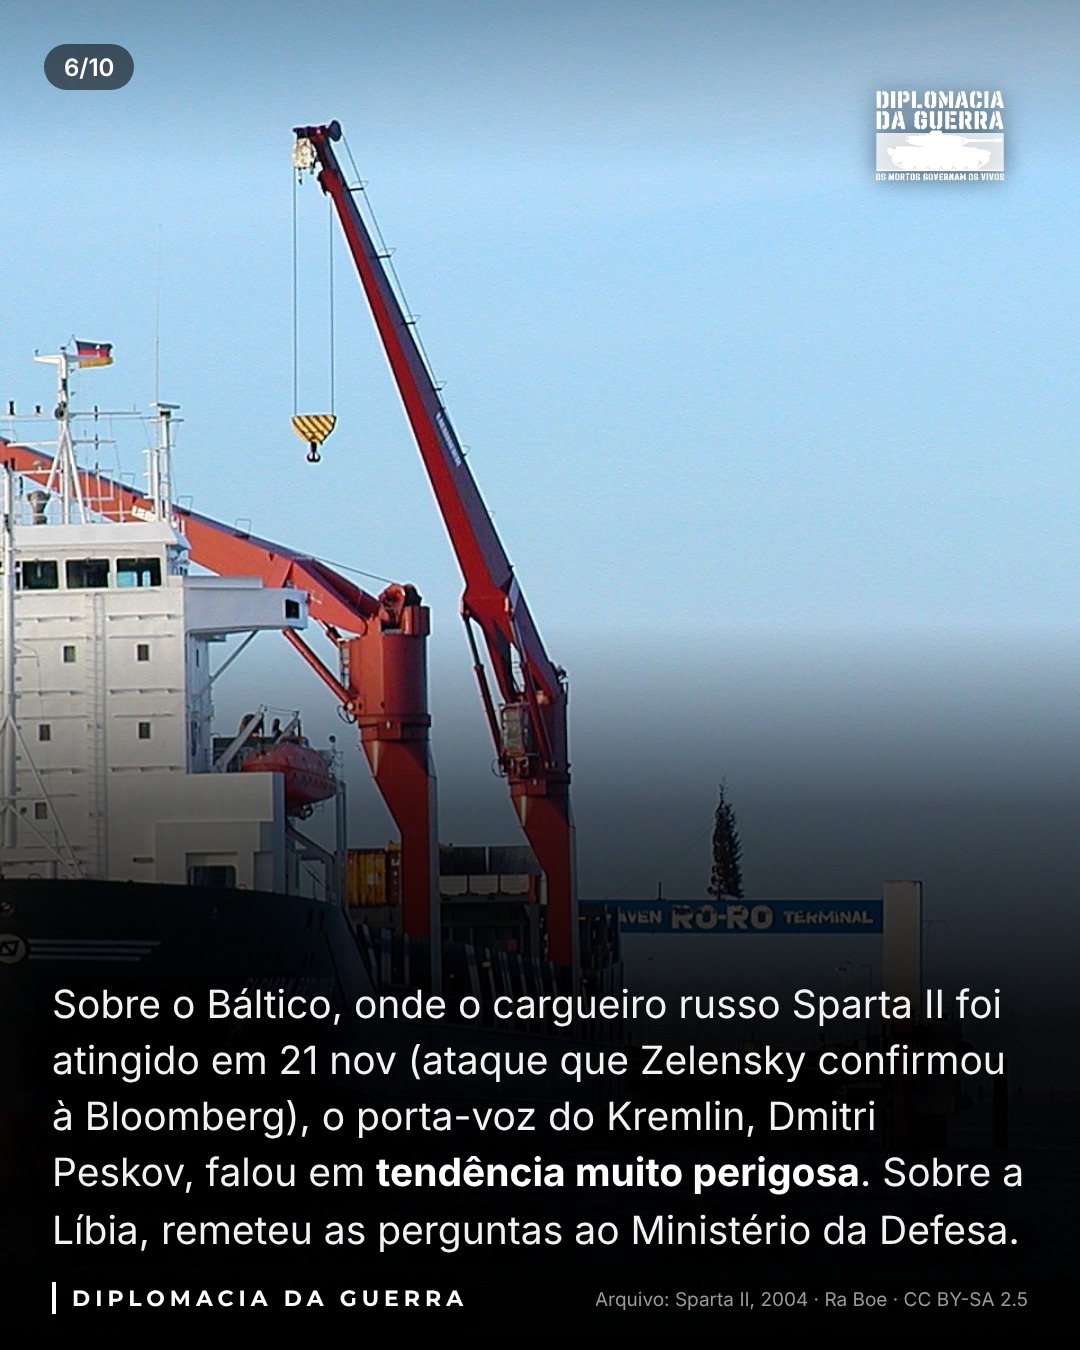 6/10
DIPLOMACIA
DA GUERRA
OS MORTOS GOVERNAM OS VIVOS
AVEN RO-RO TERMINAL
Sobre o Báltico, onde o cargueiro russo Sparta II foi
atingido em 21 nov (ataque que Zelensky confirmou
à Bloomberg), o porta-voz do Kremlin, Dmitri
Peskov, falou em tendência muito perigosa. Sobre a
Líbia, remeteu as perguntas ao Ministério da Defesa.
DIPLOMACIA DA GUERRA
Arquivo: Sparta II, 2004 · Ra Boe · CC BY-SA 2.5